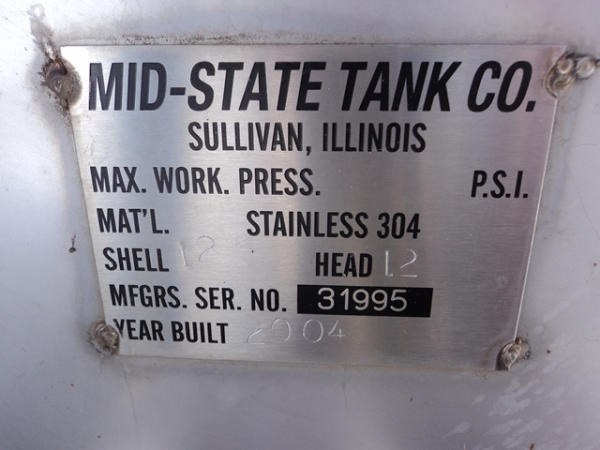 MID-STATE TANK CO.
SULLIVAN, ILLINOIS
MAX. WORK. PRESS. P.S.I.
MAT'L. STAINLESS 304
SHELL 12 HEAD 12
MFGRS. SER. NO. 31995
YEAR BUILT 2004